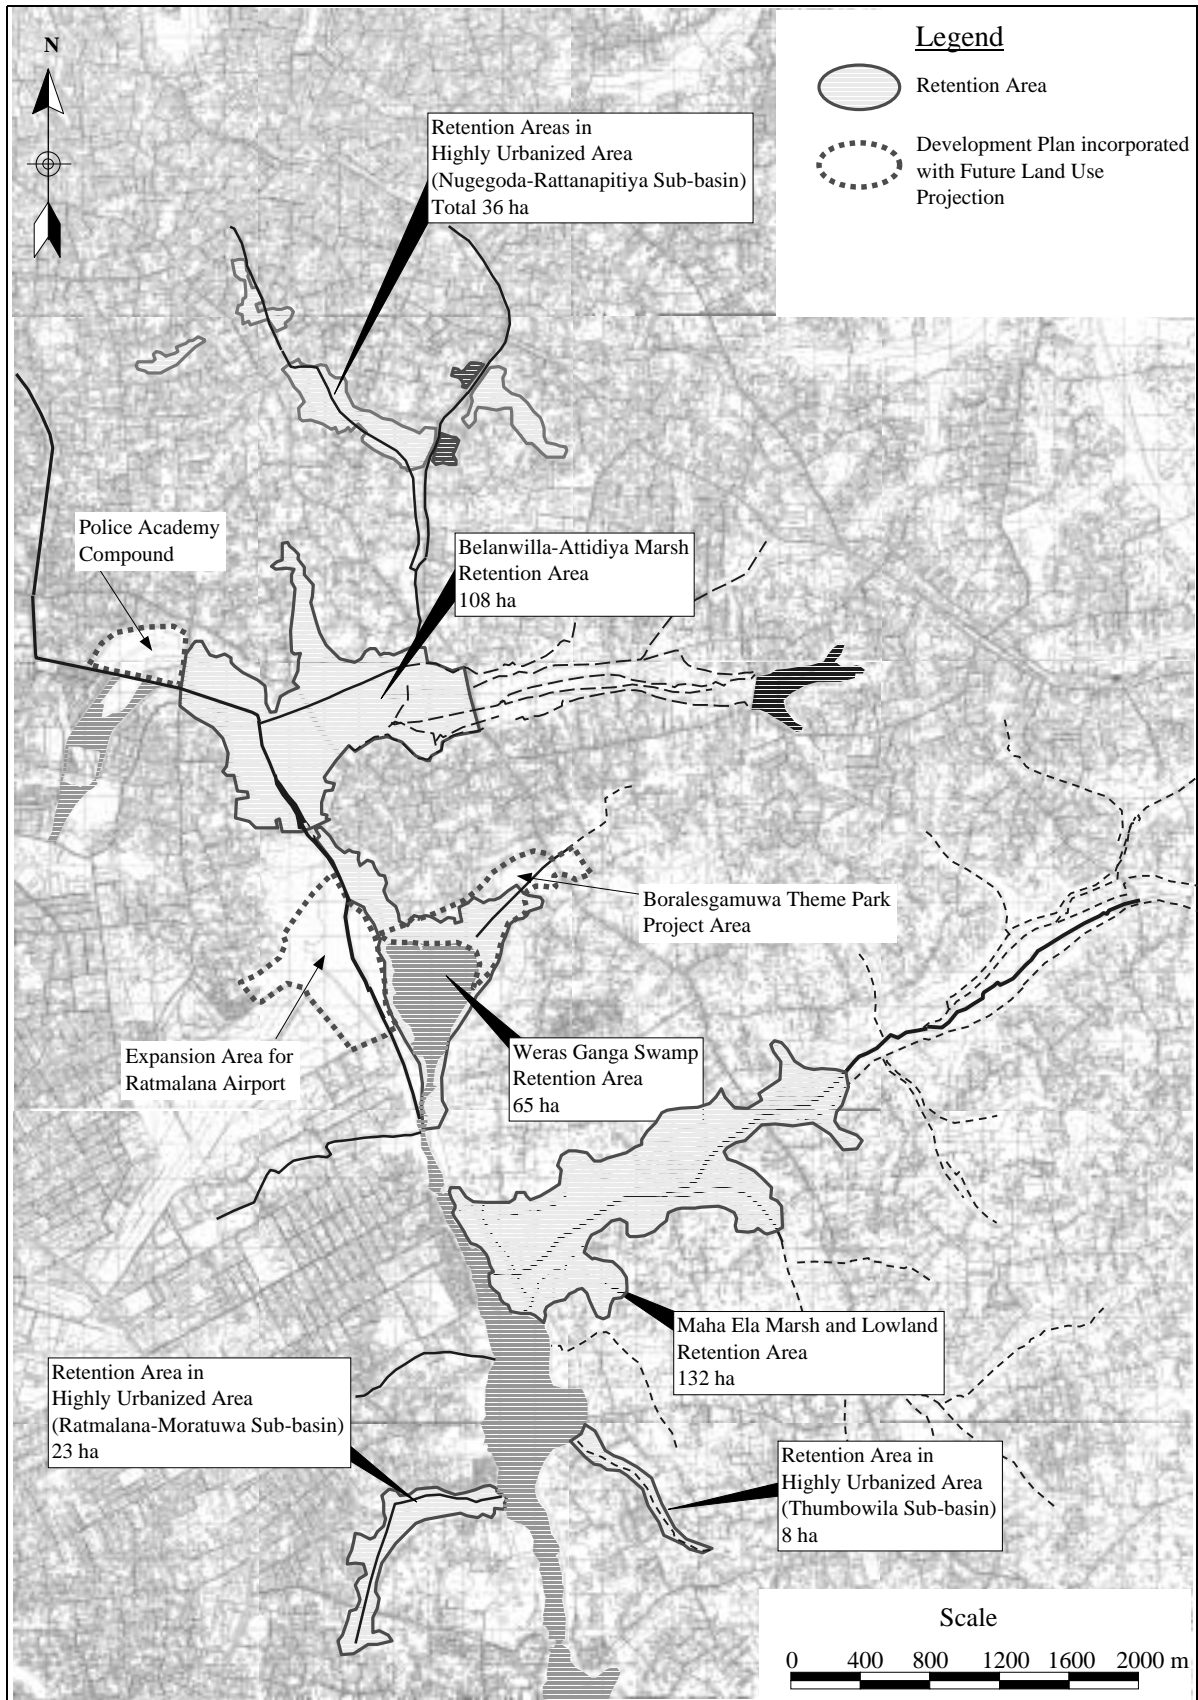 N
Legend
Retention Area
Development Plan incorporated
with Future Land Use
Projection
Retention Areas in
Highly Urbanized Area
(Nugegoda-Rattanapitiya Sub-basin)
Total 36 ha
Police Academy
Compound
Belanwilla-Attidiya Marsh
Retention Area
108 ha
Boralesgamuwa Theme Park
Project Area
Expansion Area for
Ratmalana Airport
Weras Ganga Swamp
Retention Area
65 ha
Maha Ela Marsh and Lowland
Retention Area
132 ha
Retention Area in
Highly Urbanized Area
(Ratmalana-Moratuwa Sub-basin)
23 ha
Retention Area in
Highly Urbanized Area
(Thumbowila Sub-basin)
8 ha
Scale
0 400 800 1200 1600 2000 m